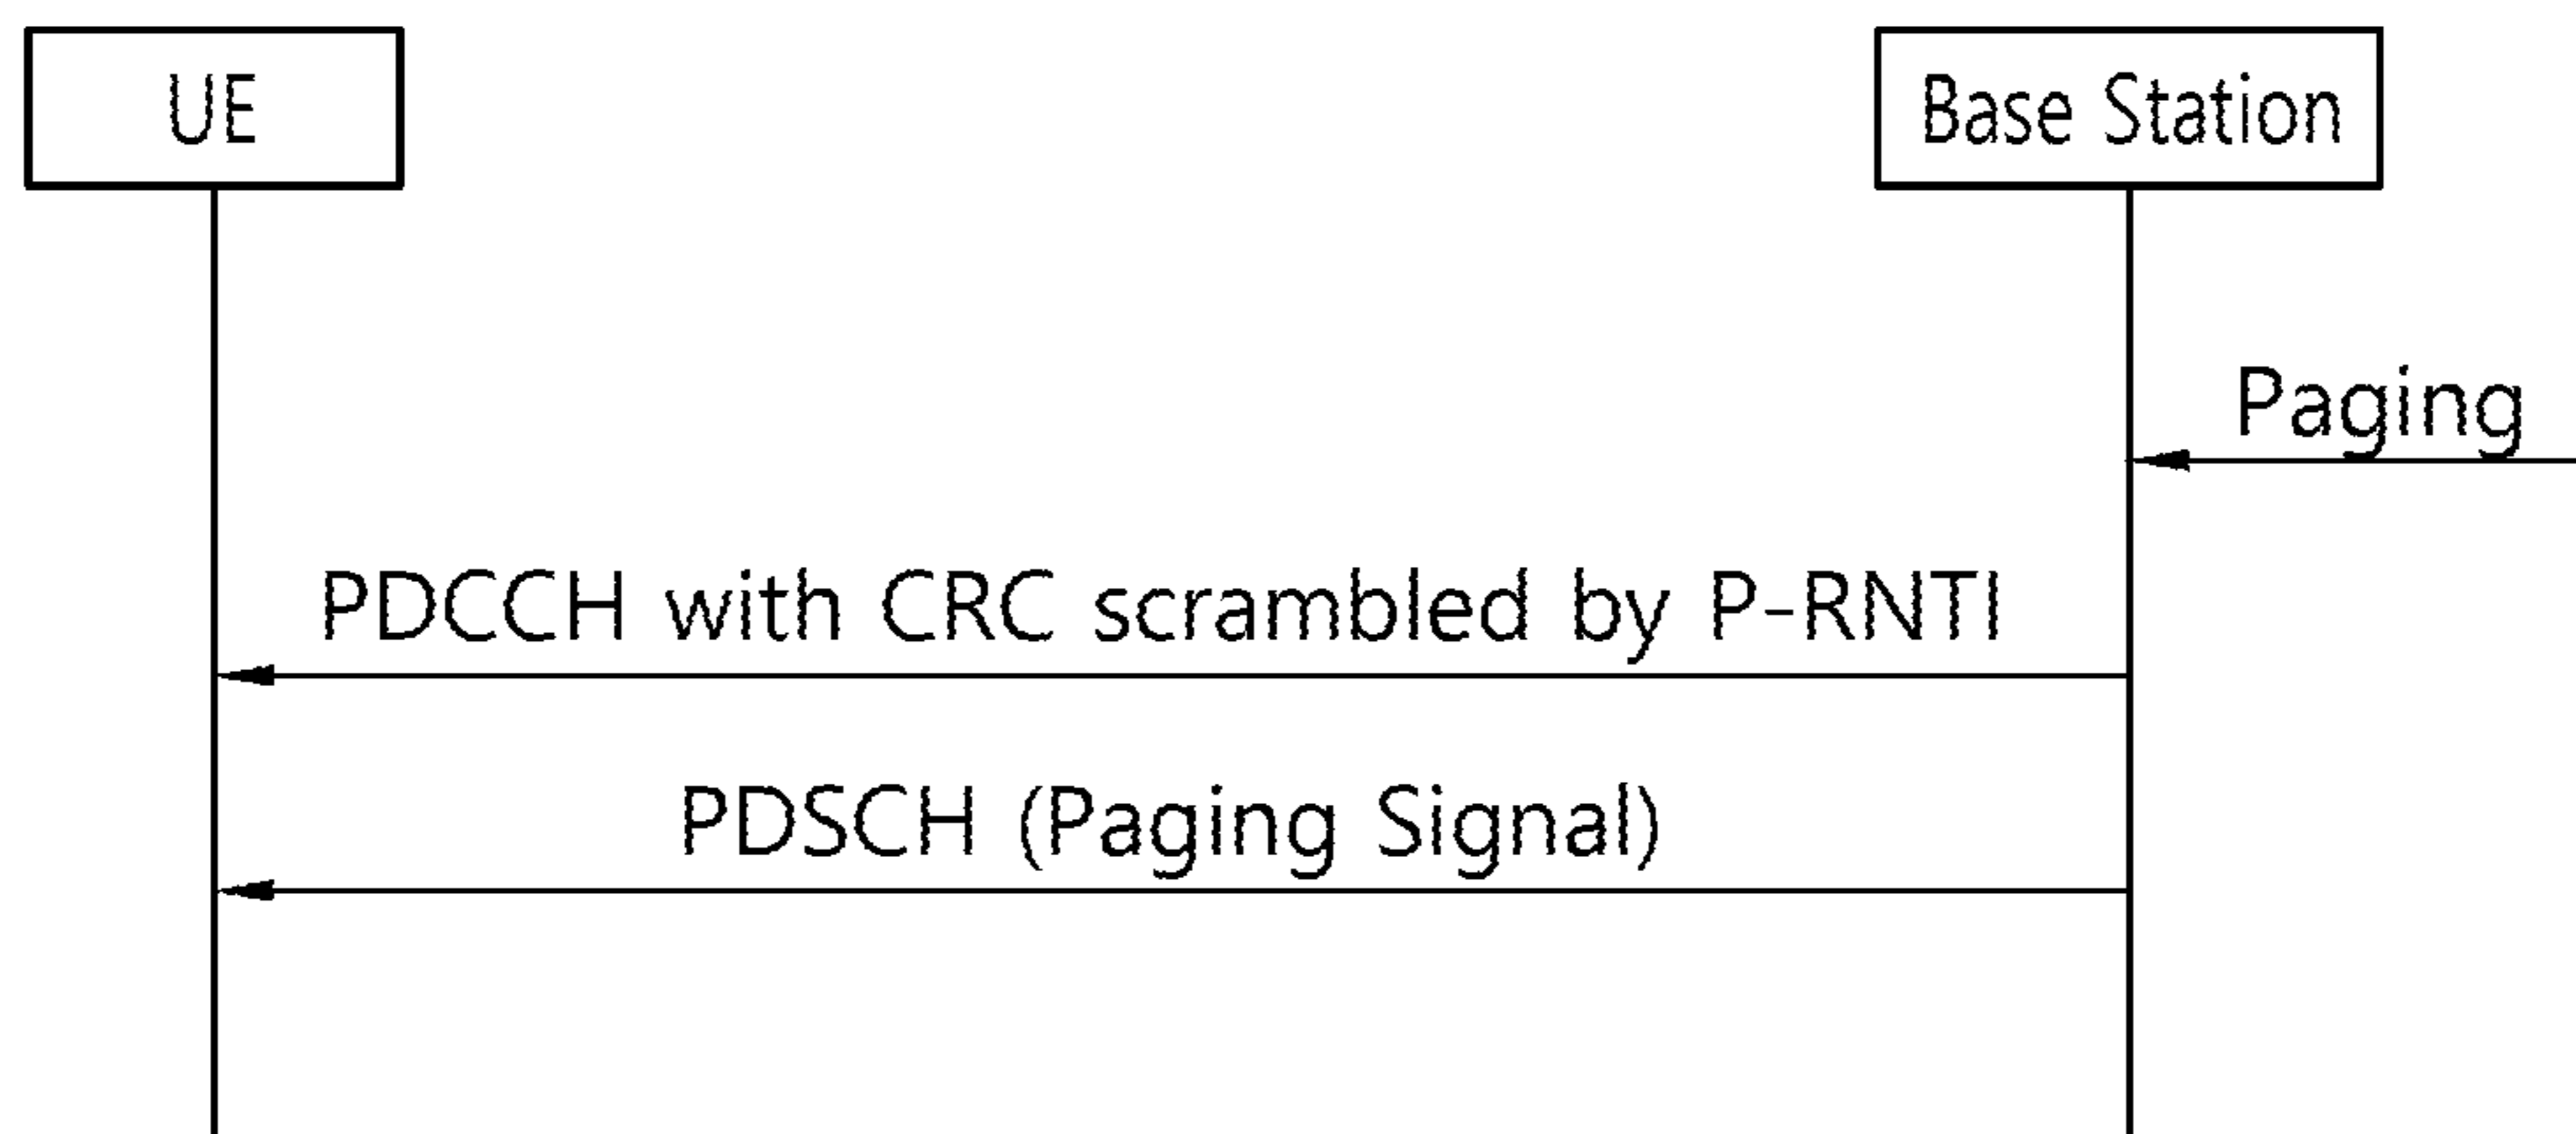 UE
Base Station
Paging
PDCCH with CRC scrambled by P-RNTI
PDSCH (Paging Signal)